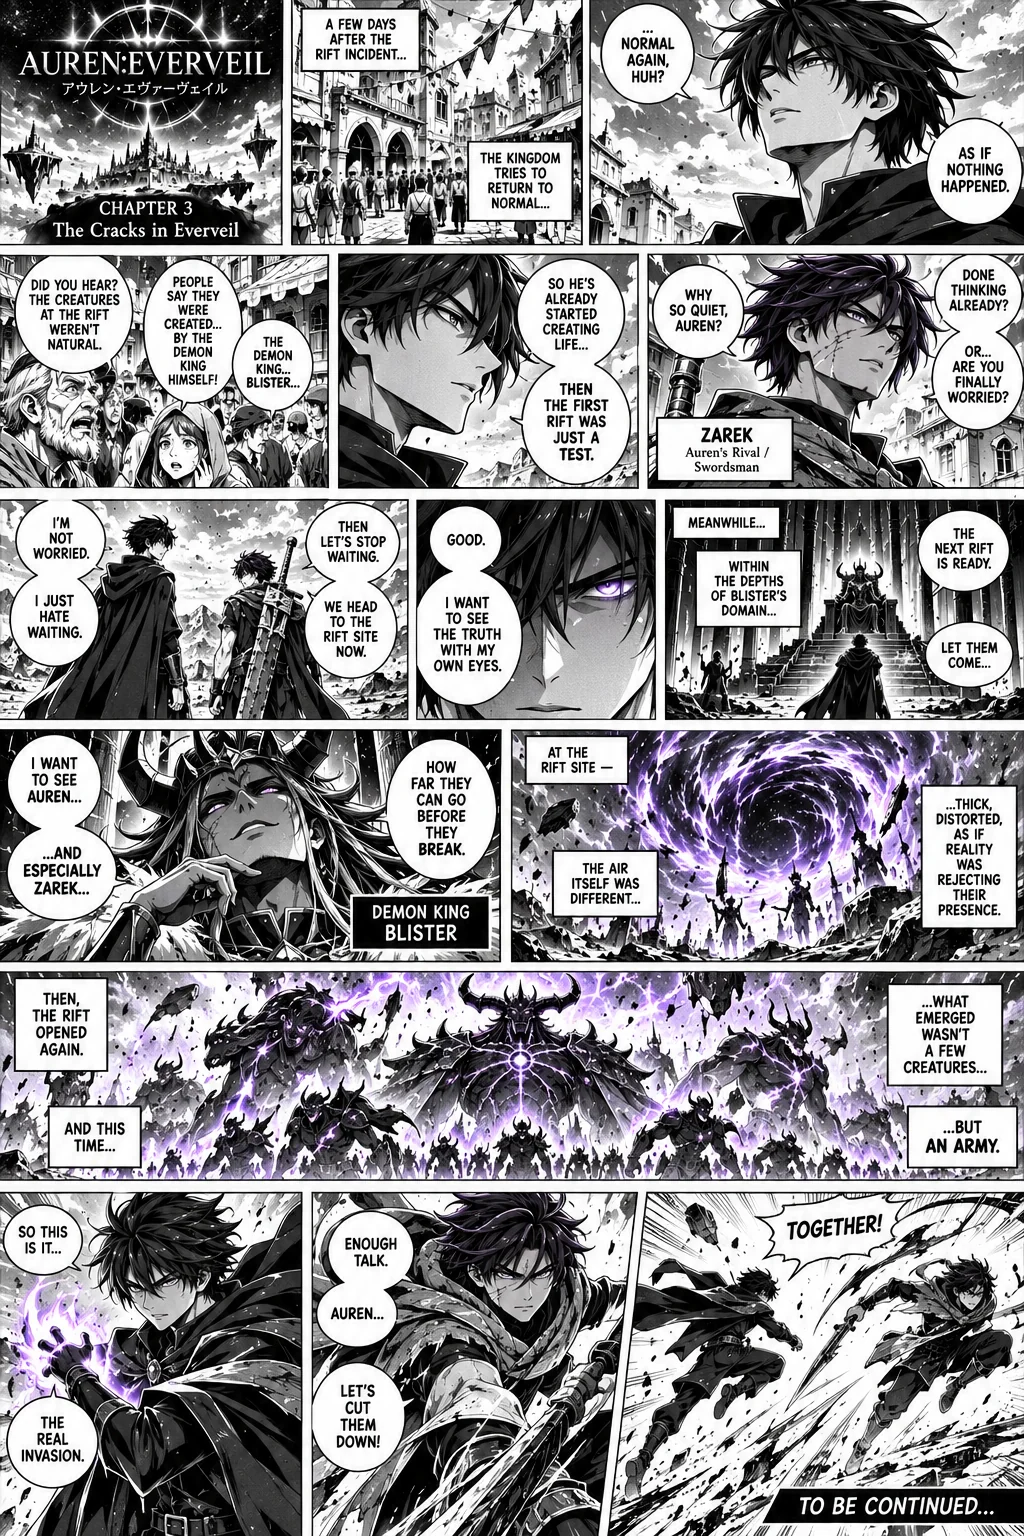 AUREN:EVERVEIL
アウレン・エヴァーヴェイル
CHAPTER 3
The Cracks in Everveil
A FEW DAYS
AFTER THE
RIFT INCIDENT...
THE KINGDOM
TRIES TO
RETURN TO
NORMAL...
...
NORMAL
AGAIN,
HUH?
AS IF
NOTHING
HAPPENED.
DID YOU HEAR?
THE CREATURES
AT THE RIFT
WEREN'T
NATURAL.
PEOPLE
SAY THEY
WERE
CREATED...
BY THE
DEMON
KING
HIMSELF!
THE
DEMON
KING...
BLISTER...
SO HE'S
ALREADY
STARTED
CREATING
LIFE...
THEN
THE FIRST
RIFT WAS
JUST A
TEST.
WHY
SO QUIET,
AUREN?
DONE
THINKING
ALREADY?
OR...
ARE YOU
FINALLY
WORRIED?
ZAREK
Auren's Rival /
Swordsman
I'M
NOT
WORRIED.
I JUST
HATE
WAITING.
THEN
LET'S STOP
WAITING.
WE HEAD
TO THE
RIFT SITE
NOW.
GOOD.
I WANT
TO SEE
THE TRUTH
WITH MY
OWN EYES.
MEANWHILE...
WITHIN
THE DEPTHS
OF BLISTER'S
DOMAIN...
THE
NEXT RIFT
IS READY.
LET THEM
COME...
I WANT
TO SEE
AUREN...
...AND
ESPECIALLY
ZAREK...
HOW
FAR THEY
CAN GO
BEFORE
THEY
BREAK.
DEMON KING
BLISTER
AT THE
RIFT SITE —
THE AIR
ITSELF WAS
DIFFERENT...
...THICK,
DISTORTED,
AS IF
REALITY
WAS
REJECTING
THEIR
PRESENCE.
THEN,
THE RIFT
OPENED
AGAIN.
AND THIS
TIME...
...WHAT
EMERGED
WASN'T
A FEW
CREATURES...
...BUT
AN ARMY.
SO THIS
IS IT...
THE
REAL
INVASION.
ENOUGH
TALK.
AUREN...
LET'S
CUT
THEM
DOWN!
TOGETHER!
TO BE CONTINUED...